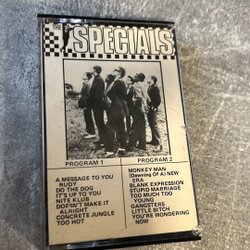 SPECIALS
PROGRAM 1
A MESSAGE TO YOU
RUDY
DO THE DOG
IT'S UP TO YOU
NITE KLUB
DOESN'T MAKE IT
ALRIGHT
CONCRETE JUNGLE
TOO HOT
PROGRAM 2
MONKEY MAN
(Dawning Of A) NEW
ERA
BLANK EXPRESSION
STUPID MARRIAGE
TOO MUCH TOO
YOUNG
GANGSTERS
LITTLE BITCH
YOU'RE WONDERING
NOW